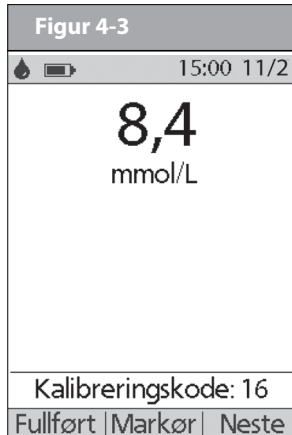 Figur 4-3
15:00 11/2
8,4
mmol/L
Kalibreringskode: 16
Fullført | Markør | Neste